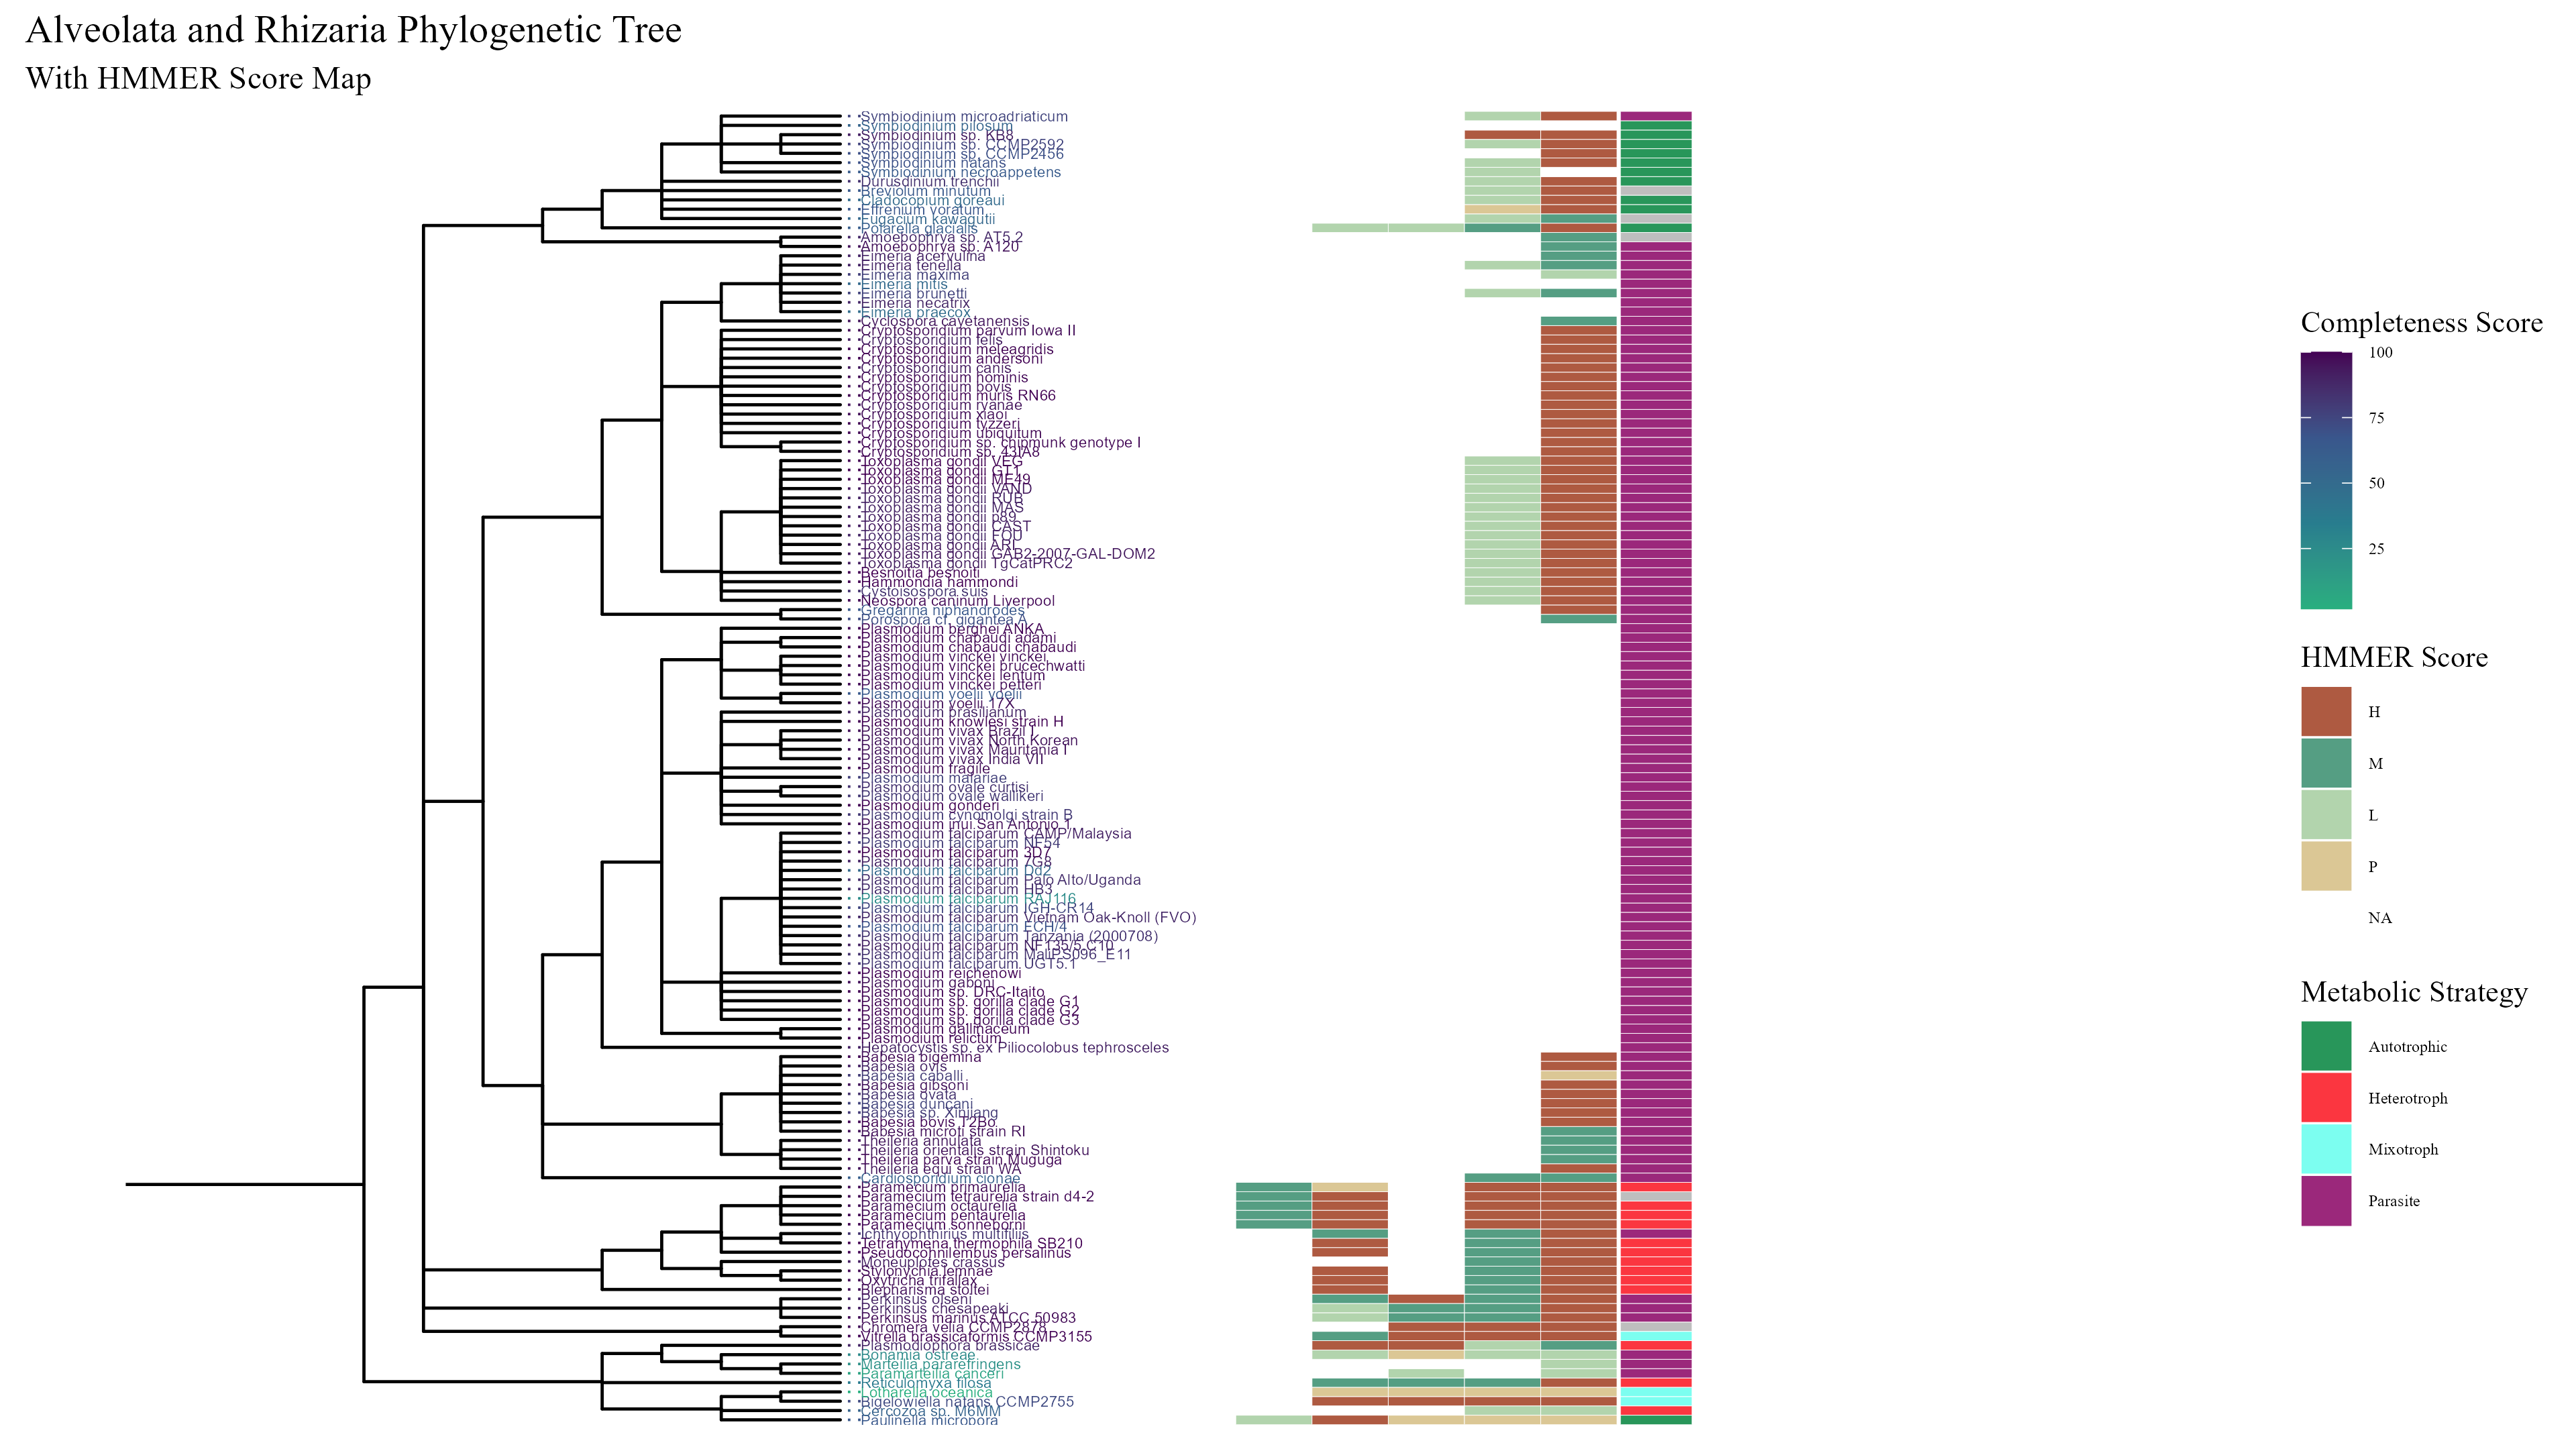 Alveolata and Rhizaria Phylogenetic Tree
With HMMER Score Map
Symbiodinium microadriaticum
Symbiodinium pilosum
Symbiodinium sp. KB8
Symbiodinium sp. CCMP2592
Symbiodinium sp. CCMP2456
Symbiodinium natans
Symbiodinium necroappetens
Durusdinium trenchii
Breviolum minutum
Cladocopium goreaui
Effrenium voratum
Fugacium kawagutii
Polarella glacialis
Amoebophrya sp. AT5.2
Amoebophrya sp. A120
Eimeria acervulina
Eimeria tenella
Eimeria maxima
Eimeria mitis
Eimeria brunetti
Eimeria necatrix
Eimeria praecox
Cyclospora cayetanensis
Cryptosporidium parvum Iowa II
Cryptosporidium felis
Cryptosporidium meleagridis
Cryptosporidium andersoni
Cryptosporidium canis
Cryptosporidium hominis
Cryptosporidium bovis
Cryptosporidium muris RN66
Cryptosporidium ryanae
Cryptosporidium xiaoi
Cryptosporidium tyzzeri
Cryptosporidium ubiquitum
Cryptosporidium sp. chipmunk genotype I
Cryptosporidium sp. 43IA8
Toxoplasma gondii VEG
Toxoplasma gondii GT1
Toxoplasma gondii ME49
Toxoplasma gondii VAND
Toxoplasma gondii RUB
Toxoplasma gondii MAS
Toxoplasma gondii p89
Toxoplasma gondii CAST
Toxoplasma gondii FOU
Toxoplasma gondii ARI
Toxoplasma gondii GAB2-2007-GAL-DOM2
Toxoplasma gondii TgCatPRC2
Besnoitia besnoiti
Hammondia hammondi
Cystoisospora suis
Neospora caninum Liverpool
Gregarina niphandrodes
Porospora cf. gigantea A
Plasmodium berghei ANKA
Plasmodium chabaudi adami
Plasmodium chabaudi chabaudi
Plasmodium vinckei vinckei
Plasmodium vinckei brucechwatti
Plasmodium vinckei lentum
Plasmodium vinckei petteri
Plasmodium yoelii yoelii
Plasmodium yoelii 17X
Plasmodium brasilianum
Plasmodium knowlesi strain H
Plasmodium vivax Brazil I
Plasmodium vivax North Korean
Plasmodium vivax Mauritania I
Plasmodium vivax India VII
Plasmodium fragile
Plasmodium malariae
Plasmodium ovale curtisi
Plasmodium ovale wallikeri
Plasmodium gonderi
Plasmodium cynomolgi strain B
Plasmodium inui San Antonio 1
Plasmodium falciparum CAMP/Malaysia
Plasmodium falciparum NF54
Plasmodium falciparum 3D7
Plasmodium falciparum 7G8
Plasmodium falciparum Dd2
Plasmodium falciparum Palo Alto/Uganda
Plasmodium falciparum HB3
Plasmodium falciparum RAJ116
Plasmodium falciparum IGH-CR14
Plasmodium falciparum Vietnam Oak-Knoll (FVO)
Plasmodium falciparum FCH/4
Plasmodium falciparum Tanzania (2000708)
Plasmodium falciparum NF135/5.C10
Plasmodium falciparum MaliPS096_E11
Plasmodium falciparum UGT5.1
Plasmodium reichenowi
Plasmodium gaboni
Plasmodium sp. DRC-Itaito
Plasmodium sp. gorilla clade G1
Plasmodium sp. gorilla clade G2
Plasmodium sp. gorilla clade G3
Plasmodium gallinaceum
Plasmodium relictum
Hepatocystis sp. ex Piliocolobus tephrosceles
Babesia bigemina
Babesia ovis
Babesia caballi
Babesia gibsoni
Babesia ovata
Babesia duncani
Babesia sp. Xinjiang
Babesia bovis T2Bo
Babesia microti strain RI
Theileria annulata
Theileria orientalis strain Shintoku
Theileria parva strain Muguga
Theileria equi strain WA
Cardiosporidium cionae
Paramecium primaurelia
Paramecium tetraurelia strain d4-2
Paramecium octaurelia
Paramecium pentaurelia
Paramecium sonneborni
Ichthyophthirius multifiliis
Tetrahymena thermophila SB210
Pseudocohnilembus persalinus
Moneuplotes crassus
Stylonychia lemnae
Oxytricha trifallax
Blepharisma stoltei
Perkinsus olseni
Perkinsus chesapeaki
Perkinsus marinus ATCC 50983
Chromera velia CCMP2878
Vitrella brassicaformis CCMP3155
Plasmodiophora brassicae
Bonamia ostreae
Marteilia pararefringens
Paramarteilia canceri
Reticulomyxa filosa
Lotharella oceanica
Bigelowiella natans CCMP2755
Cercozoa sp. M6MM
Paulinella micropora
Completeness Score
100
75
50
25
HMMER Score
H
M
L
P
NA
Metabolic Strategy
Autotrophic
Heterotroph
Mixotroph
Parasite